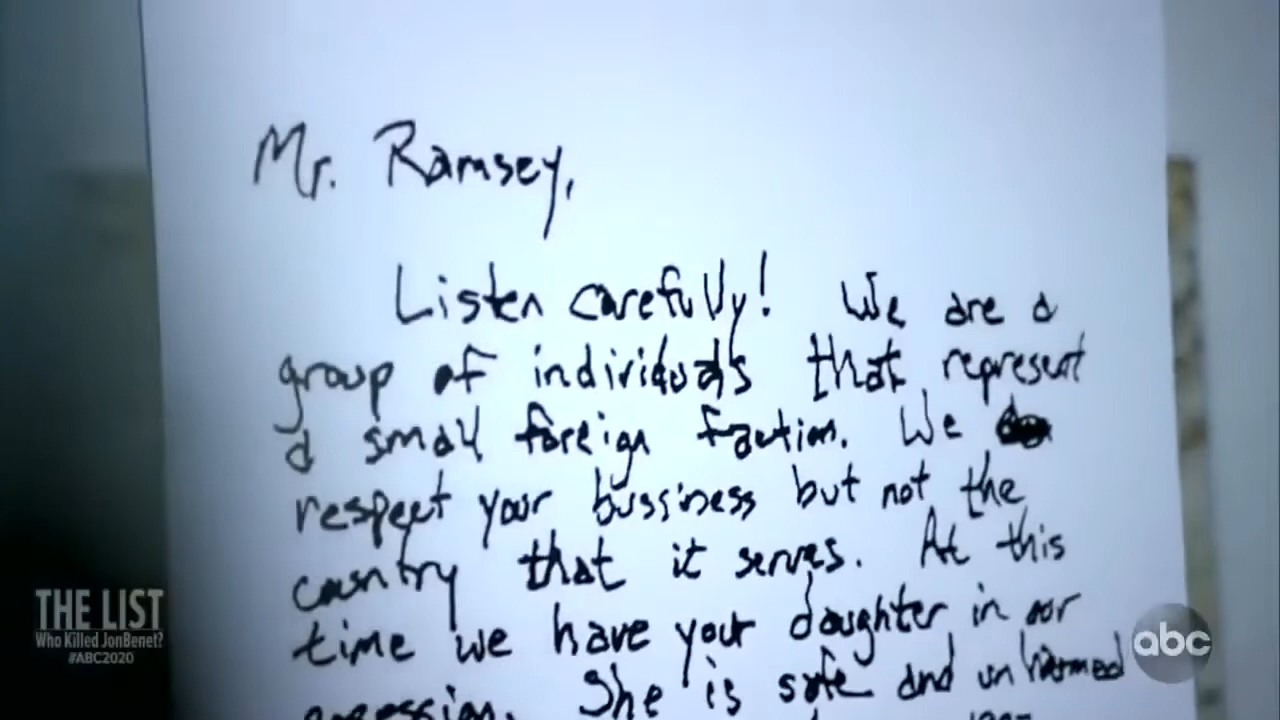 Mr. Ramsey,
Listen carefully! We are a
group of individuals that represent
a small foreign faction. We
respect your bussiness but not the
country that it serves. At this
time we have your daughter in our
posession. She is safe and unharmed
THE LIST
Who Killed JonBenet?
#ABC2020
abc